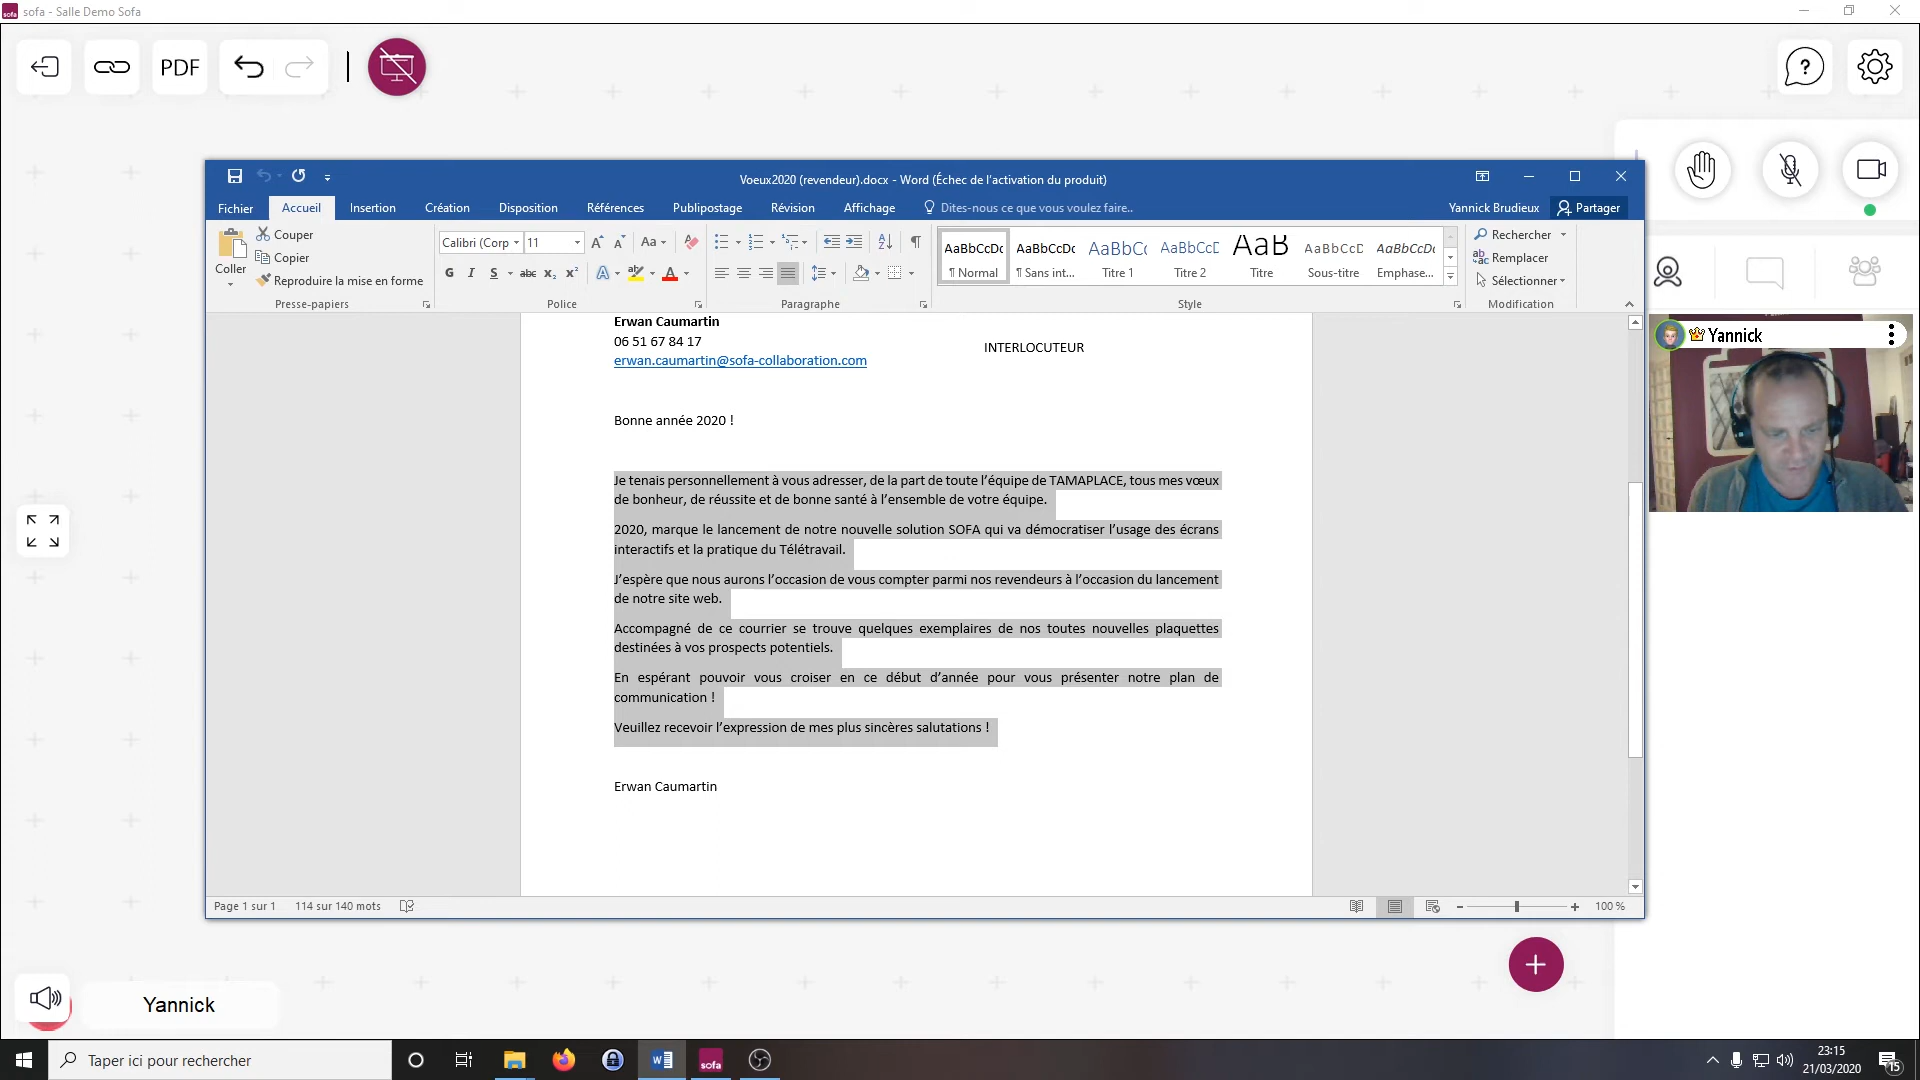 sofa - Salle Demo Sofa
PDF
Voeux2020 (revendeur).docx - Word (Échec de l'activation du produit)
Fichier Accueil Insertion Création Disposition Références Publipostage Révision Affichage Dites-nous ce que vous voulez faire.. Yannick Brudieux Partager
Coller
Couper
Copier
Reproduire la mise en forme
Presse-papiers
Calibri (Corp 11
Aa
G I S abc x₂ x²
A A
Police
Paragraphe
AaBbCcDc AaBbCcDc AaBbCc AaBbCcD AaB AaBbCcD AaBbCcDc
¶ Normal ¶ Sans int... Titre 1 Titre 2 Titre Sous-titre Emphase...
Style
Rechercher
Remplacer
Sélectionner
Modification
Yannick
Erwan Caumartin
06 51 67 84 17
erwan.caumartin@sofa-collaboration.com
INTERLOCUTEUR
Bonne année 2020 !
Je tenais personnellement à vous adresser, de la part de toute l'équipe de TAMAPLACE, tous mes vœux
de bonheur, de réussite et de bonne santé à l'ensemble de votre équipe.
2020, marque le lancement de notre nouvelle solution SOFA qui va démocratiser l'usage des écrans
interactifs et la pratique du Télétravail.
J'espère que nous aurons l'occasion de vous compter parmi nos revendeurs à l'occasion du lancement
de notre site web.
Accompagné de ce courrier se trouve quelques exemplaires de nos toutes nouvelles plaquettes
destinées à vos prospects potentiels.
En espérant pouvoir vous croiser en ce début d'année pour vous présenter notre plan de
communication !
Veuillez recevoir l'expression de mes plus sincères salutations !
Erwan Caumartin
Page 1 sur 1 114 sur 140 mots 100 %
Yannick
Taper ici pour rechercher
sofa
23:15
21/03/2020
15